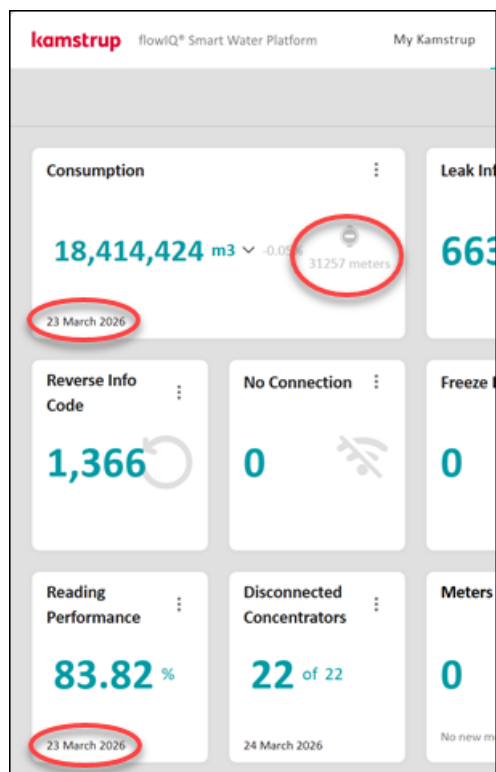 kamstrup flowIQ® Smart Water Platform My Kamstrup
Consumption
18,414,424 m3 -0.05%
31257 meters
23 March 2026
Leak Inf
663
Reverse Info
Code
1,366
No Connection
0
Freeze
0
Reading
Performance
83.82 %
23 March 2026
Disconnected
Concentrators
22 of 22
24 March 2026
Meters
0
No new m